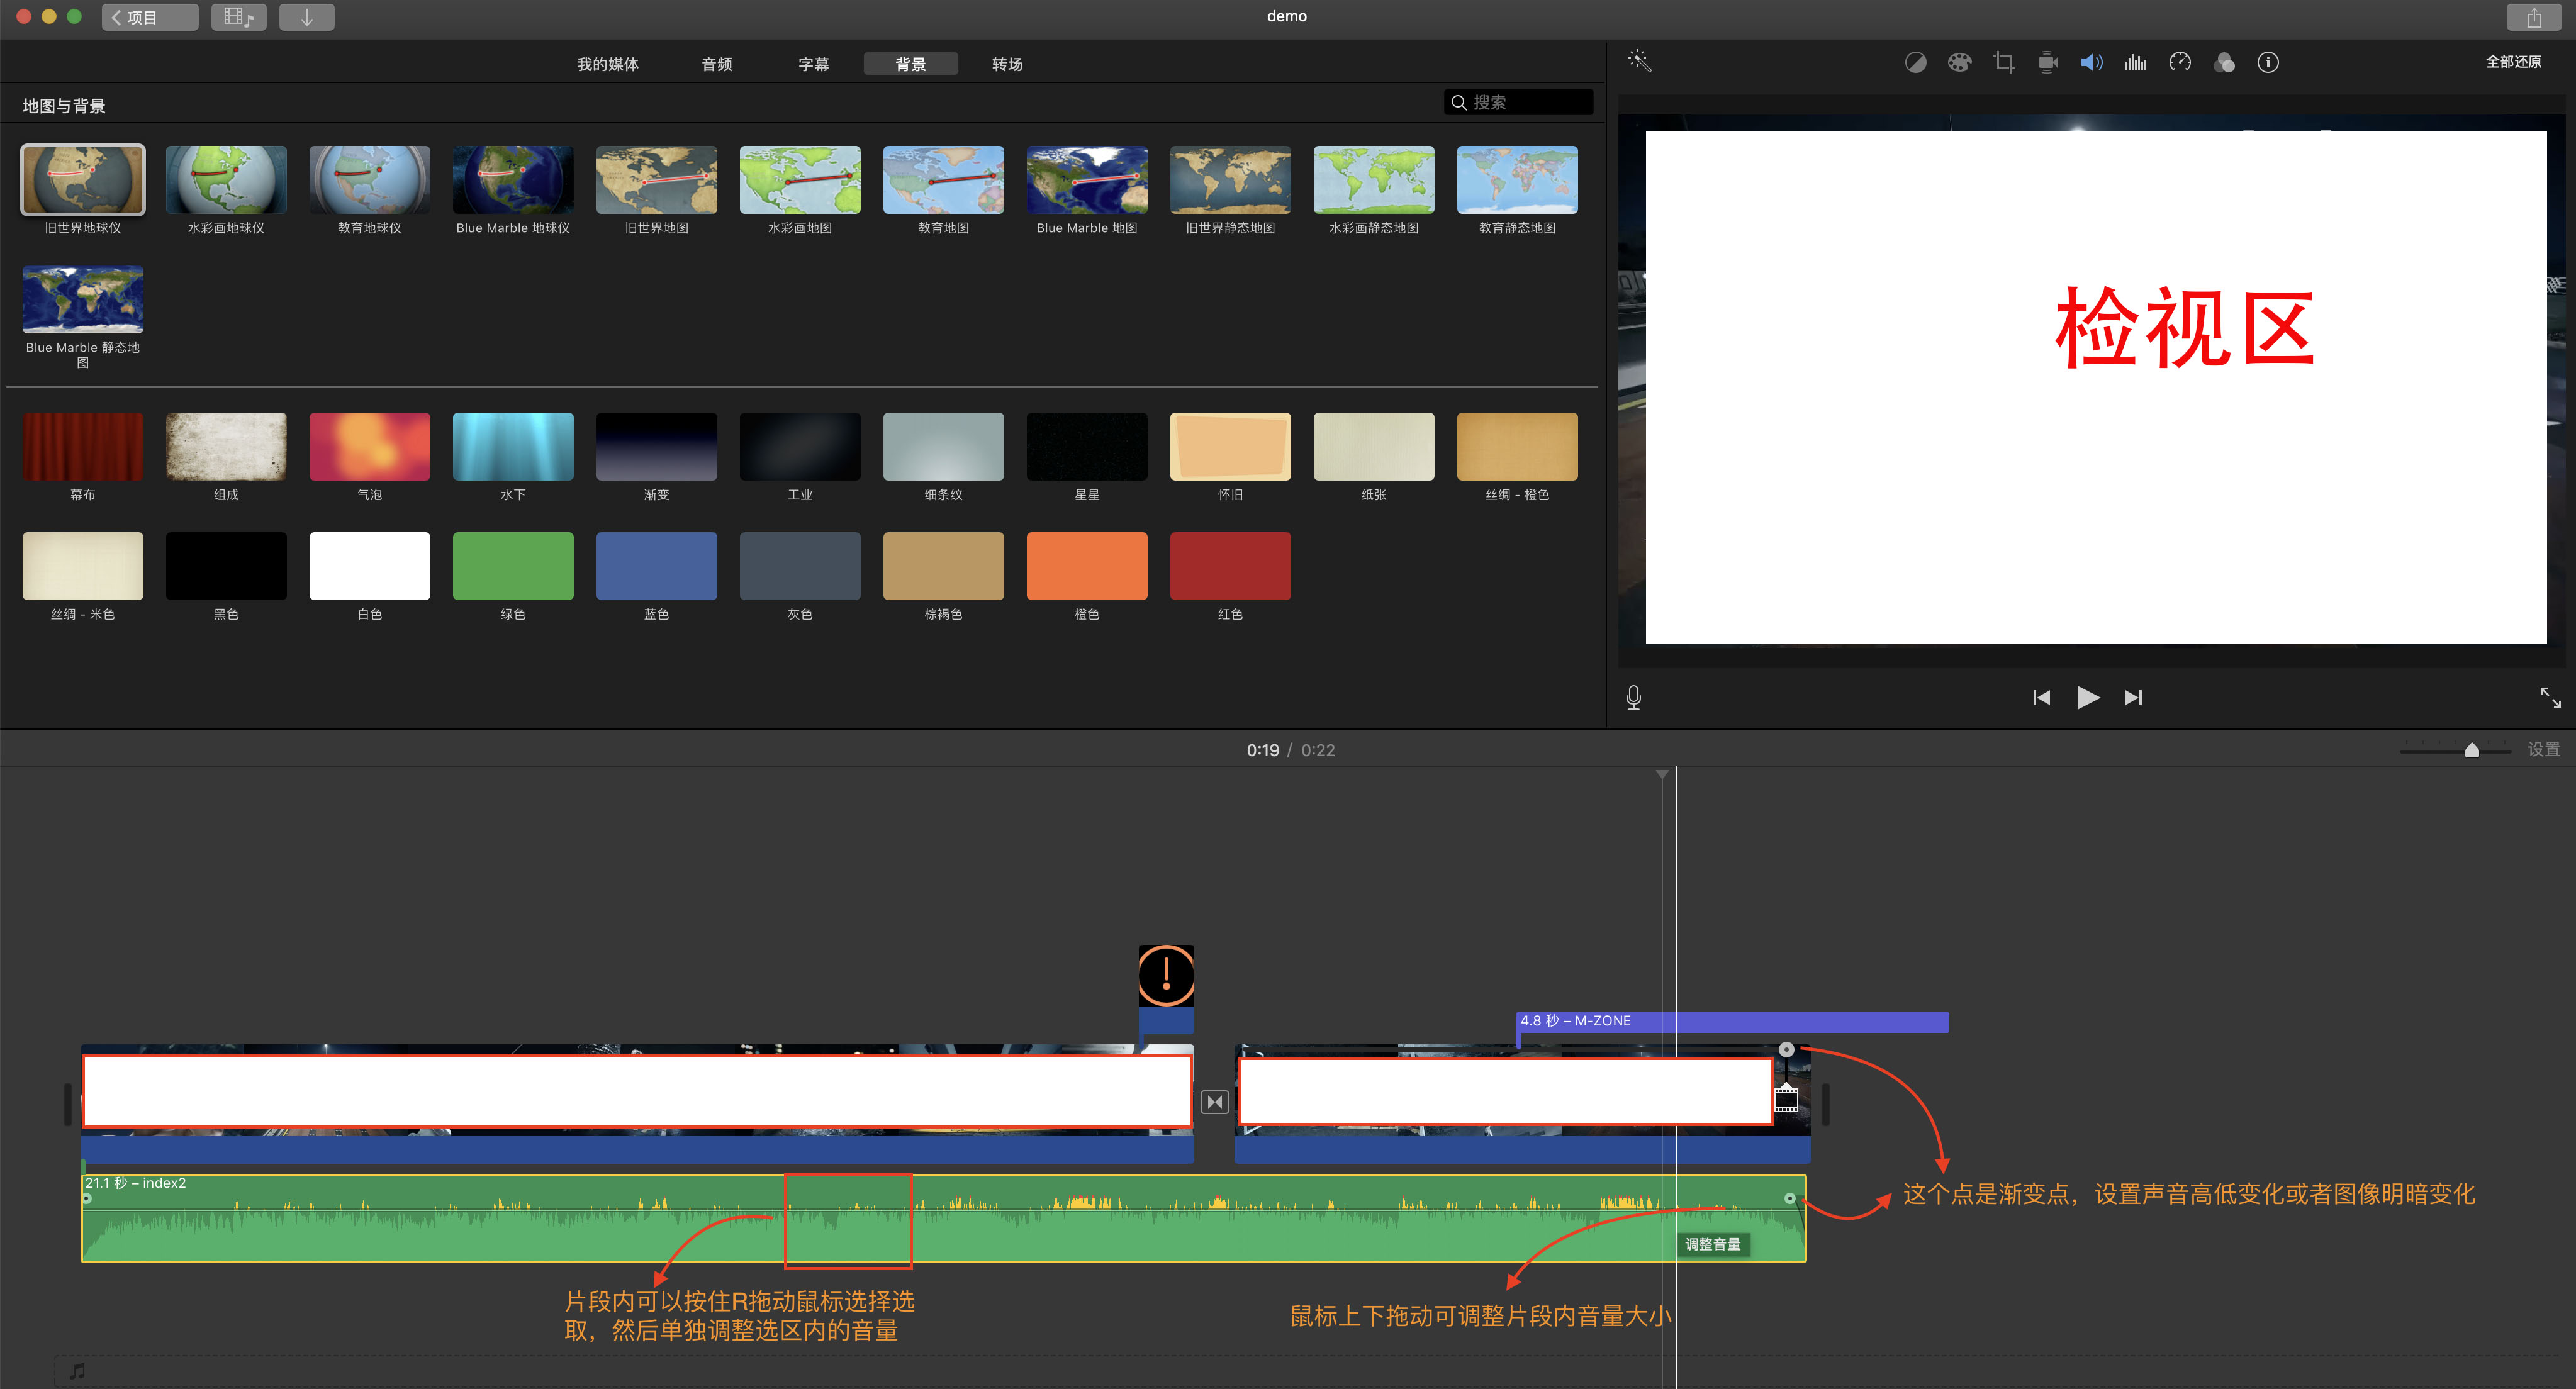 项目
demo
我的媒体
音频
字幕
背景
转场
全部还原
地图与背景
搜索
旧世界地球仪
水彩画地球仪
教育地球仪
Blue Marble 地球仪
旧世界地图
水彩画地图
教育地图
Blue Marble 地图
旧世界静态地图
水彩画静态地图
教育静态地图
Blue Marble 静态地
图
检视区
幕布
组成
气泡
水下
渐变
工业
细条纹
星星
怀旧
纸张
丝绸 - 橙色
丝绸 - 米色
黑色
白色
绿色
蓝色
灰色
棕褐色
橙色
红色
0:19 / 0:22
设置
4.8 秒 – M-ZONE
21.1 秒 – index2
这个点是渐变点，设置声音高低变化或者图像明暗变化
调整音量
片段内可以按住R拖动鼠标选择选
取，然后单独调整选区内的音量
鼠标上下拖动可调整片段内音量大小